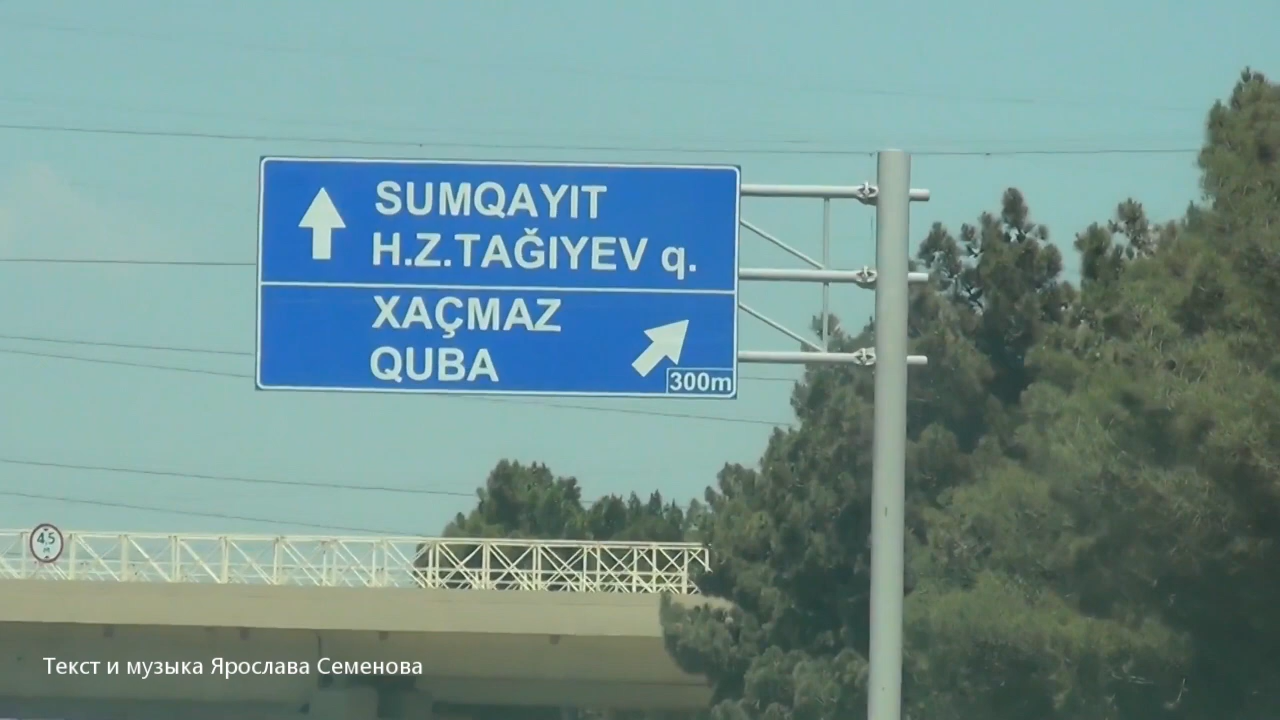 SUMQAYIT
H.Z.TAĞIYEV q.
XAÇMAZ
QUBA
300m
4,5
m
Текст и музыка Ярослава Семенова